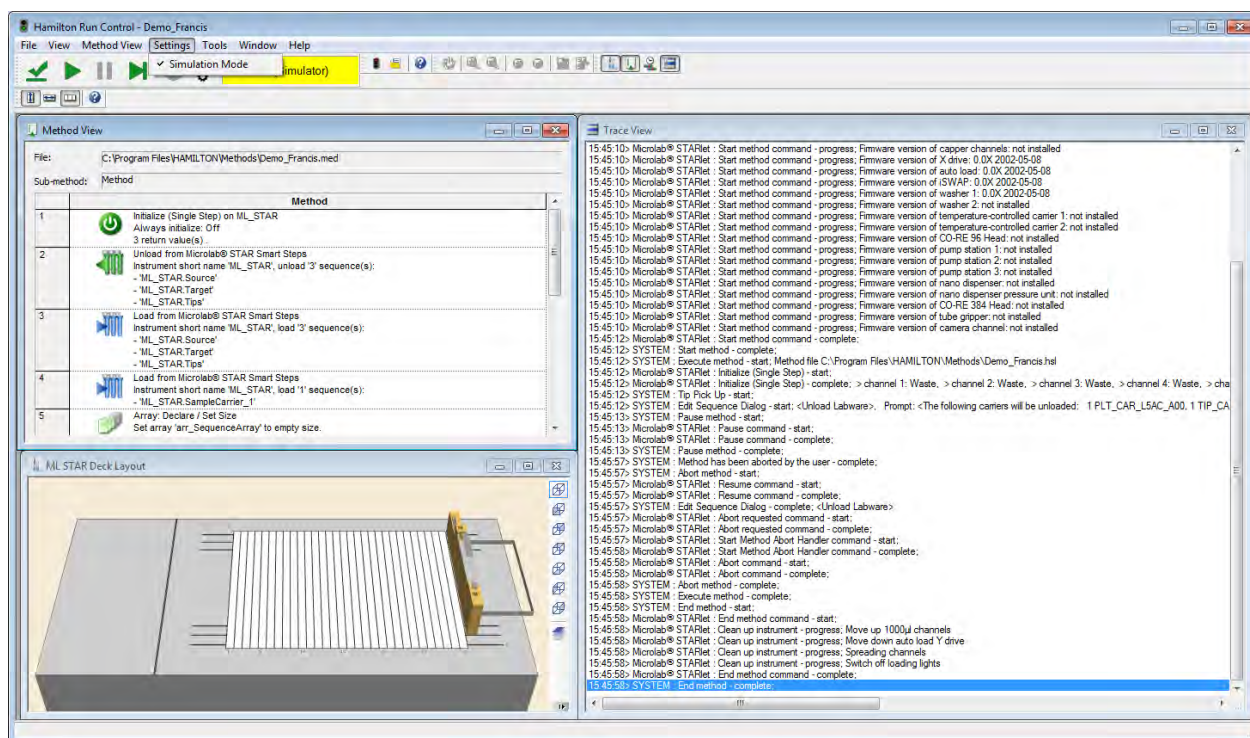 Hamilton Run Control - Demo_Francis
File View Method View Settings Tools Window Help
✓ Simulation Mode
imulator)
Method View
File: C:\Program Files\HAMILTON\Methods\Demo_Francis.med
Sub-method: Method
Method
1 Initialize (Single Step) on ML_STAR
Always initialize: Off
3 return value(s) .
2 Unload from Microlab® STAR Smart Steps
Instrument short name 'ML_STAR', unload '3' sequence(s):
- 'ML_STAR.Source'
- 'ML_STAR.Target'
- 'ML_STAR.Tips'
3 Load from Microlab® STAR Smart Steps
Instrument short name 'ML_STAR', load '3' sequence(s):
- 'ML_STAR.Source'
- 'ML_STAR.Target'
- 'ML_STAR.Tips'
4 Load from Microlab® STAR Smart Steps
Instrument short name 'ML_STAR', load '1' sequence(s):
- 'ML_STAR.SampleCarrier_1'
5 Array: Declare / Set Size
Set array 'arr_SequenceArray' to empty size.
ML STAR Deck Layout
Trace View
15:45:10> Microlab® STARlet : Start method command - progress; Firmware version of capper channels: not installed
15:45:10> Microlab® STARlet : Start method command - progress; Firmware version of X drive: 0.0X 2002-05-08
15:45:10> Microlab® STARlet : Start method command - progress; Firmware version of auto load: 0.0X 2002-05-08
15:45:10> Microlab® STARlet : Start method command - progress; Firmware version of iSWAP: 0.0X 2002-05-08
15:45:10> Microlab® STARlet : Start method command - progress; Firmware version of washer 1: 0.0X 2002-05-08
15:45:10> Microlab® STARlet : Start method command - progress; Firmware version of washer 2: not installed
15:45:10> Microlab® STARlet : Start method command - progress; Firmware version of temperature-controlled carrier 1: not installed
15:45:10> Microlab® STARlet : Start method command - progress; Firmware version of temperature-controlled carrier 2: not installed
15:45:10> Microlab® STARlet : Start method command - progress; Firmware version of CO-RE 96 Head: not installed
15:45:10> Microlab® STARlet : Start method command - progress; Firmware version of pump station 1: not installed
15:45:10> Microlab® STARlet : Start method command - progress; Firmware version of pump station 2: not installed
15:45:10> Microlab® STARlet : Start method command - progress; Firmware version of pump station 3: not installed
15:45:10> Microlab® STARlet : Start method command - progress; Firmware version of nano dispenser: not installed
15:45:10> Microlab® STARlet : Start method command - progress; Firmware version of nano dispenser pressure unit: not installed
15:45:10> Microlab® STARlet : Start method command - progress; Firmware version of CO-RE 384 Head: not installed
15:45:10> Microlab® STARlet : Start method command - progress; Firmware version of tube gripper: not installed
15:45:10> Microlab® STARlet : Start method command - progress; Firmware version of camera channel: not installed
15:45:12> Microlab® STARlet : Start method command - complete;
15:45:12> SYSTEM : Start method - complete;
15:45:12> SYSTEM : Execute method - start; Method file C:\Program Files\HAMILTON\Methods\Demo_Francis.hsl
15:45:12> Microlab® STARlet : Initialize (Single Step) - start;
15:45:12> Microlab® STARlet : Initialize (Single Step) - complete; > channel 1: Waste, > channel 2: Waste, > channel 3: Waste, > channel 4: Waste, > cha
15:45:12> SYSTEM : Tip Pick Up - start;
15:45:12> SYSTEM : Edit Sequence Dialog - start; <Unload Labware>. Prompt: <The following carriers will be unloaded: 1 PLT_CAR_L5AC_A00, 1 TIP_CA
15:45:13> SYSTEM : Pause method - start;
15:45:13> Microlab® STARlet : Pause command - start;
15:45:13> Microlab® STARlet : Pause command - complete;
15:45:13> SYSTEM : Pause method - complete;
15:45:57> SYSTEM : Method has been aborted by the user - complete;
15:45:57> SYSTEM : Abort method - start;
15:45:57> Microlab® STARlet : Resume command - start;
15:45:57> Microlab® STARlet : Resume command - complete;
15:45:57> SYSTEM : Edit Sequence Dialog - complete; <Unload Labware>
15:45:57> Microlab® STARlet : Abort requested command - start;
15:45:57> Microlab® STARlet : Abort requested command - complete;
15:45:57> Microlab® STARlet : Start Method Abort Handler command - start;
15:45:58> Microlab® STARlet : Start Method Abort Handler command - complete;
15:45:58> Microlab® STARlet : Abort command - start;
15:45:58> Microlab® STARlet : Abort command - complete;
15:45:58> SYSTEM : Abort method - complete;
15:45:58> SYSTEM : Execute method - complete;
15:45:58> SYSTEM : End method - start;
15:45:58> Microlab® STARlet : End method command - start;
15:45:58> Microlab® STARlet : Clean up instrument - progress; Move up 1000µl channels
15:45:58> Microlab® STARlet : Clean up instrument - progress; Move down auto load Y drive
15:45:58> Microlab® STARlet : Clean up instrument - progress; Spreading channels
15:45:58> Microlab® STARlet : Clean up instrument - progress; Switch off loading lights
15:45:58> Microlab® STARlet : End method command - complete;
15:45:58> SYSTEM : End method - complete;